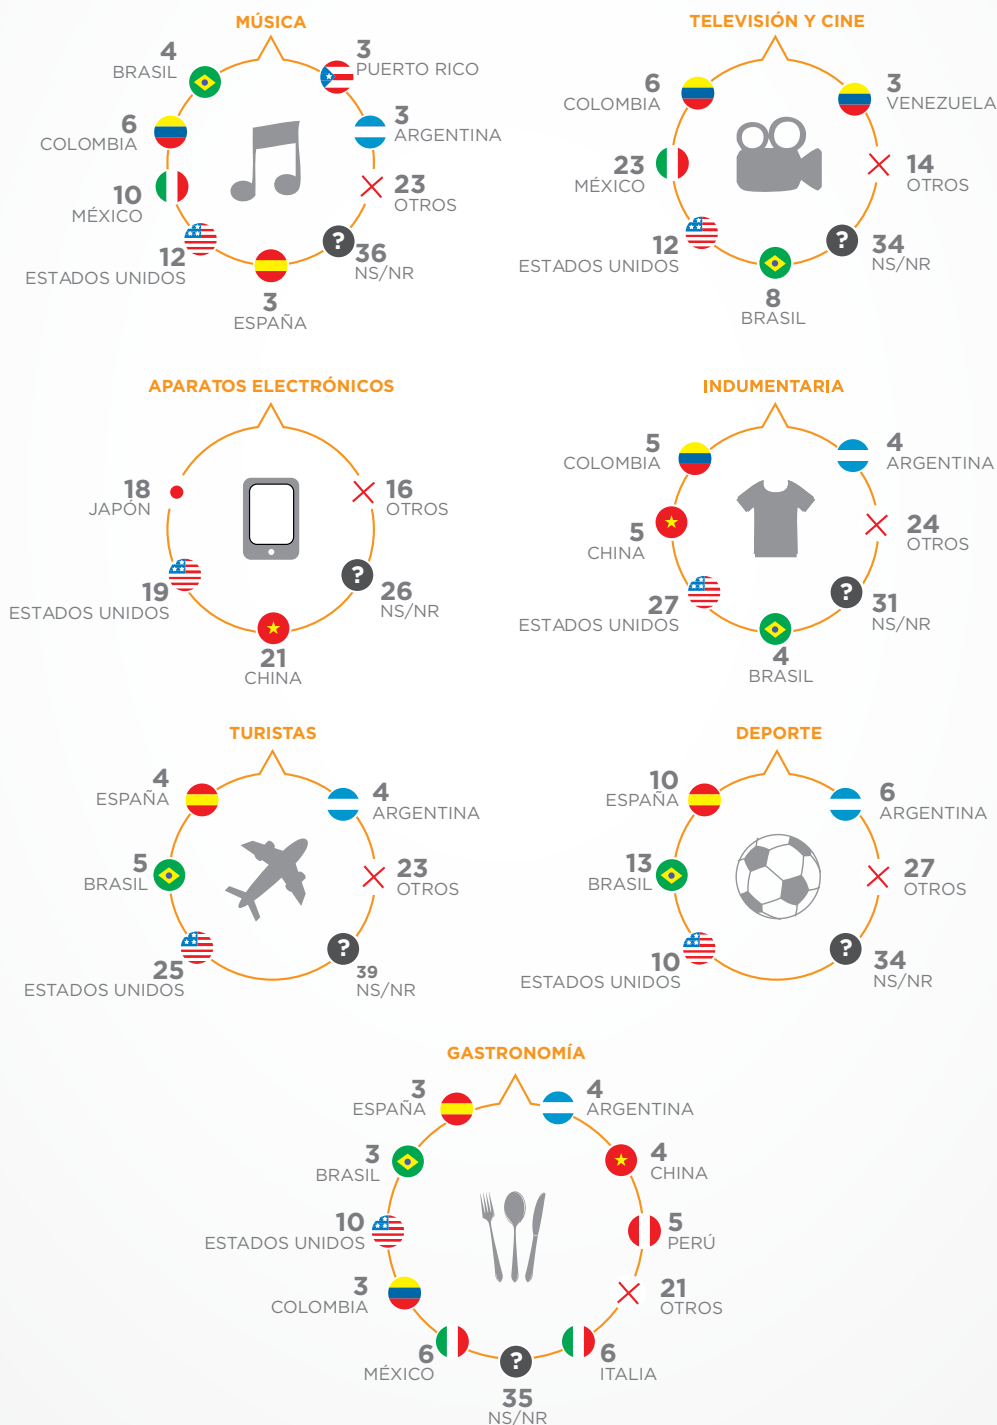 MÚSICA
4
BRASIL
3
PUERTO RICO
6
COLOMBIA
3
ARGENTINA
10
MÉXICO
23
OTROS
12
ESTADOS UNIDOS
36
NS/NR
3
ESPAÑA
TELEVISIÓN Y CINE
6
COLOMBIA
3
VENEZUELA
23
MÉXICO
14
OTROS
12
ESTADOS UNIDOS
?
34
NS/NR
8
BRASIL
APARATOS ELECTRÓNICOS
18
JAPÓN
16
OTROS
19
ESTADOS UNIDOS
?
26
NS/NR
21
CHINA
INDUMENTARIA
5
COLOMBIA
4
ARGENTINA
5
CHINA
24
OTROS
27
ESTADOS UNIDOS
?
31
NS/NR
4
BRASIL
TURISTAS
4
ESPAÑA
4
ARGENTINA
5
BRASIL
23
OTROS
25
ESTADOS UNIDOS
?
39
NS/NR
DEPORTE
10
ESPAÑA
6
ARGENTINA
13
BRASIL
27
OTROS
10
ESTADOS UNIDOS
?
34
NS/NR
GASTRONOMÍA
3
ESPAÑA
4
ARGENTINA
3
BRASIL
4
CHINA
10
ESTADOS UNIDOS
5
PERÚ
3
COLOMBIA
21
OTROS
6
MÉXICO
?
35
NS/NR
6
ITALIA